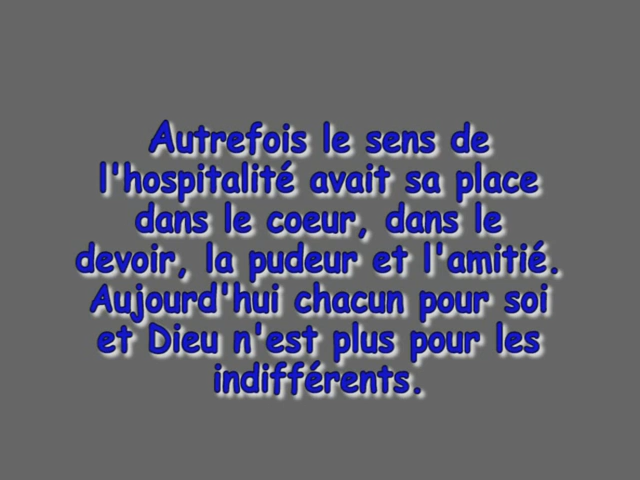 Autrefois le sens de
l'hospitalité avait sa place
dans le coeur, dans le
devoir, la pudeur et l'amitié.
Aujourd'hui chacun pour soi
et Dieu n'est plus pour les
indifférents.